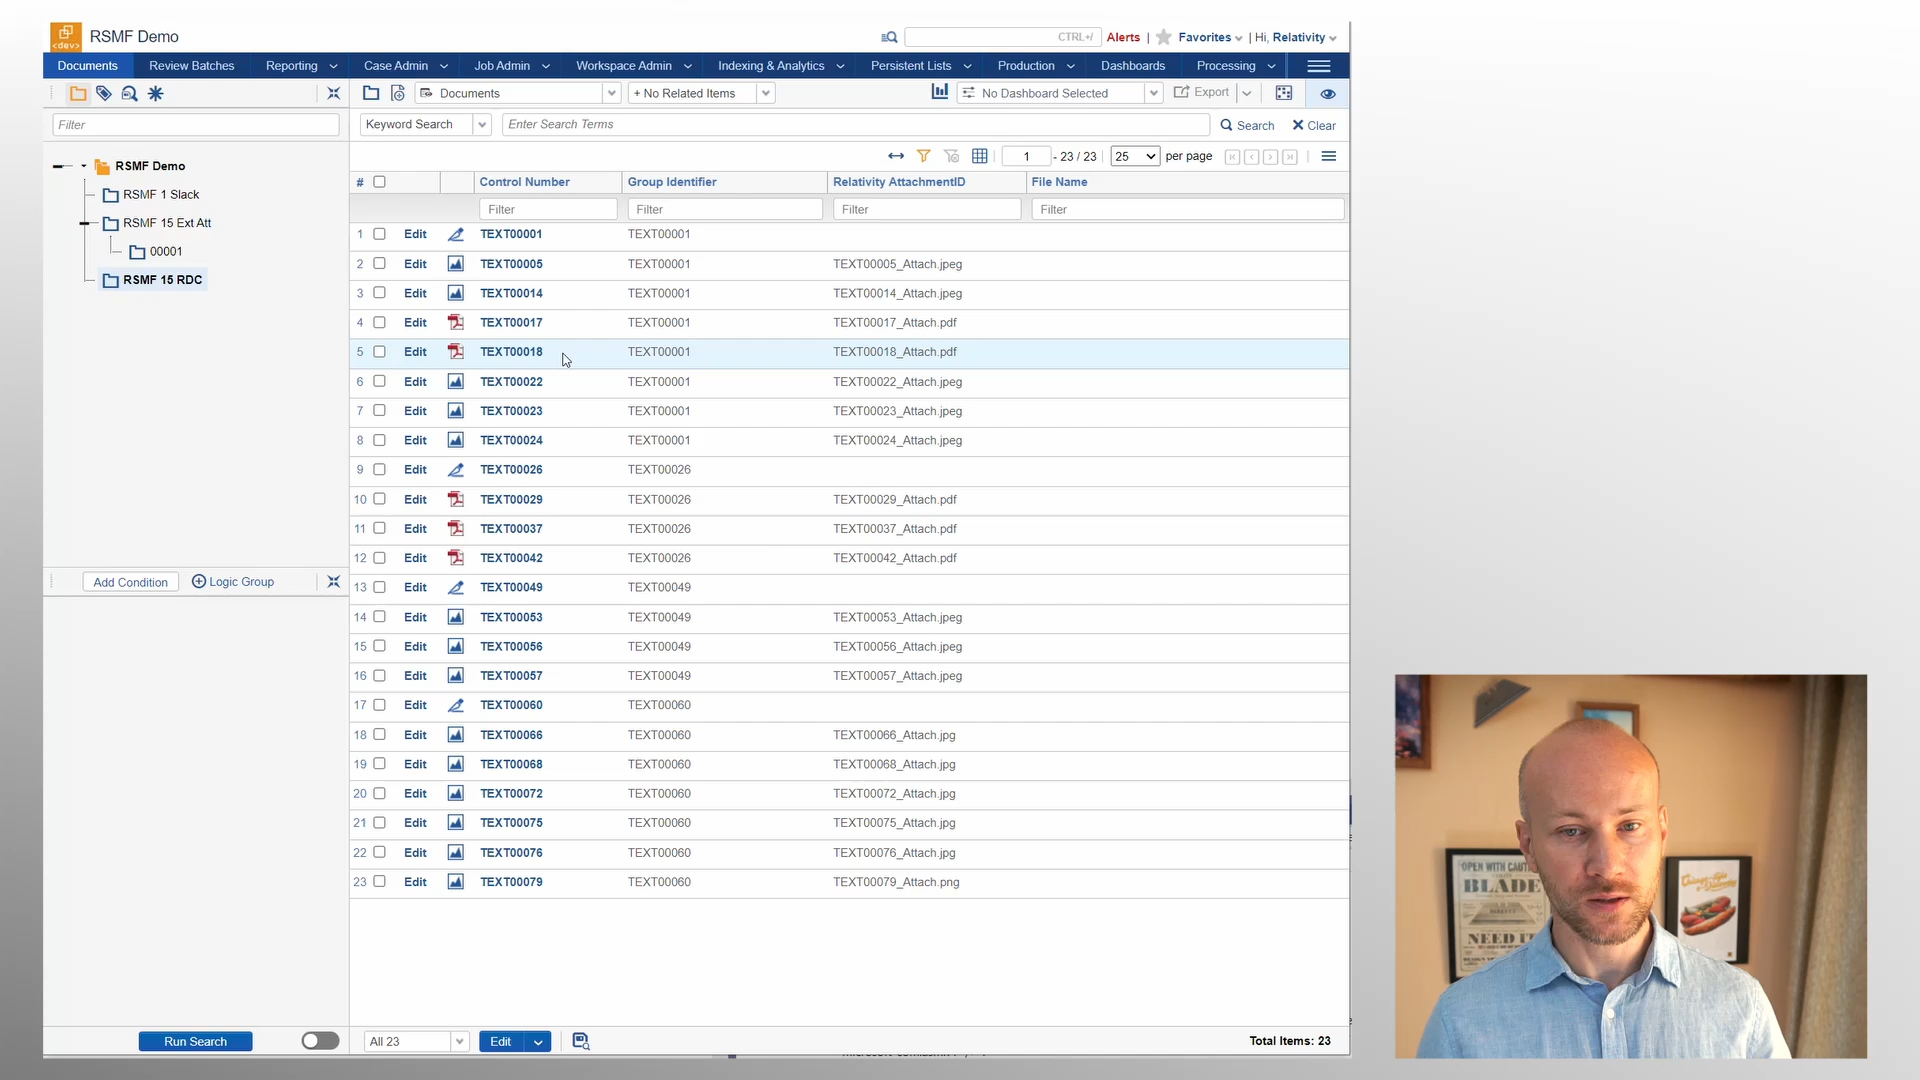 <dev>
RSMF Demo
CTRL+/
Alerts | Favorites | Hi, Relativity
Documents Review Batches Reporting Case Admin Job Admin Workspace Admin Indexing & Analytics Persistent Lists Production Dashboards Processing
Documents + No Related Items No Dashboard Selected Export
Filter
Keyword Search Enter Search Terms Search Clear
1 - 23 / 23 25 per page
RSMF Demo
RSMF 1 Slack
RSMF 15 Ext Att
00001
RSMF 15 RDC
# Control Number Group Identifier Relativity AttachmentID File Name
Filter Filter Filter Filter
1 Edit TEXT00001 TEXT00001
2 Edit TEXT00005 TEXT00001 TEXT00005_Attach.jpeg
3 Edit TEXT00014 TEXT00001 TEXT00014_Attach.jpeg
4 Edit TEXT00017 TEXT00001 TEXT00017_Attach.pdf
5 Edit TEXT00018 TEXT00001 TEXT00018_Attach.pdf
6 Edit TEXT00022 TEXT00001 TEXT00022_Attach.jpeg
7 Edit TEXT00023 TEXT00001 TEXT00023_Attach.jpeg
8 Edit TEXT00024 TEXT00001 TEXT00024_Attach.jpeg
9 Edit TEXT00026 TEXT00026
10 Edit TEXT00029 TEXT00026 TEXT00029_Attach.pdf
11 Edit TEXT00037 TEXT00026 TEXT00037_Attach.pdf
12 Edit TEXT00042 TEXT00026 TEXT00042_Attach.pdf
13 Edit TEXT00049 TEXT00049
14 Edit TEXT00053 TEXT00049 TEXT00053_Attach.jpeg
15 Edit TEXT00056 TEXT00049 TEXT00056_Attach.jpeg
16 Edit TEXT00057 TEXT00049 TEXT00057_Attach.jpeg
17 Edit TEXT00060 TEXT00060
18 Edit TEXT00066 TEXT00060 TEXT00066_Attach.jpg
19 Edit TEXT00068 TEXT00060 TEXT00068_Attach.jpg
20 Edit TEXT00072 TEXT00060 TEXT00072_Attach.jpg
21 Edit TEXT00075 TEXT00060 TEXT00075_Attach.jpg
22 Edit TEXT00076 TEXT00060 TEXT00076_Attach.jpg
23 Edit TEXT00079 TEXT00060 TEXT00079_Attach.png
Add Condition Logic Group
Run Search
All 23 Edit Total Items: 23
OPEN WITH
BLADE
NEED